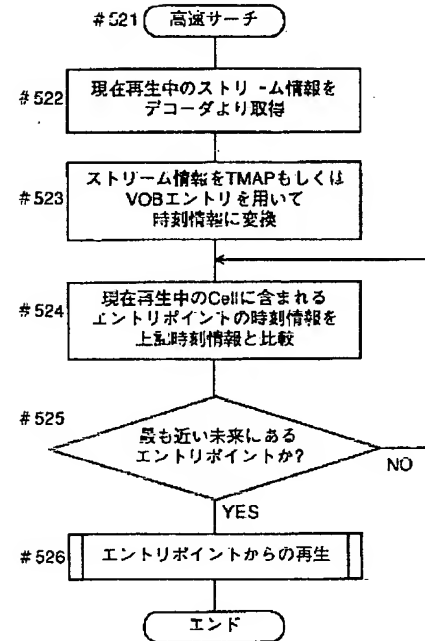 #521 高速サーチ
#522 現在再生中のストリーム情報を
デコーダより取得
#523 ストリーム情報をTMAPもしくは
VOBエントリを用いて
時刻情報に変換
#524 現在再生中のCellに含まれる
エントリポイントの時刻情報を
上記時刻情報と比較
#525
最も近い未来にある
エントリポイントか?
NO
YES
#526 エントリポイントからの再生
エンド